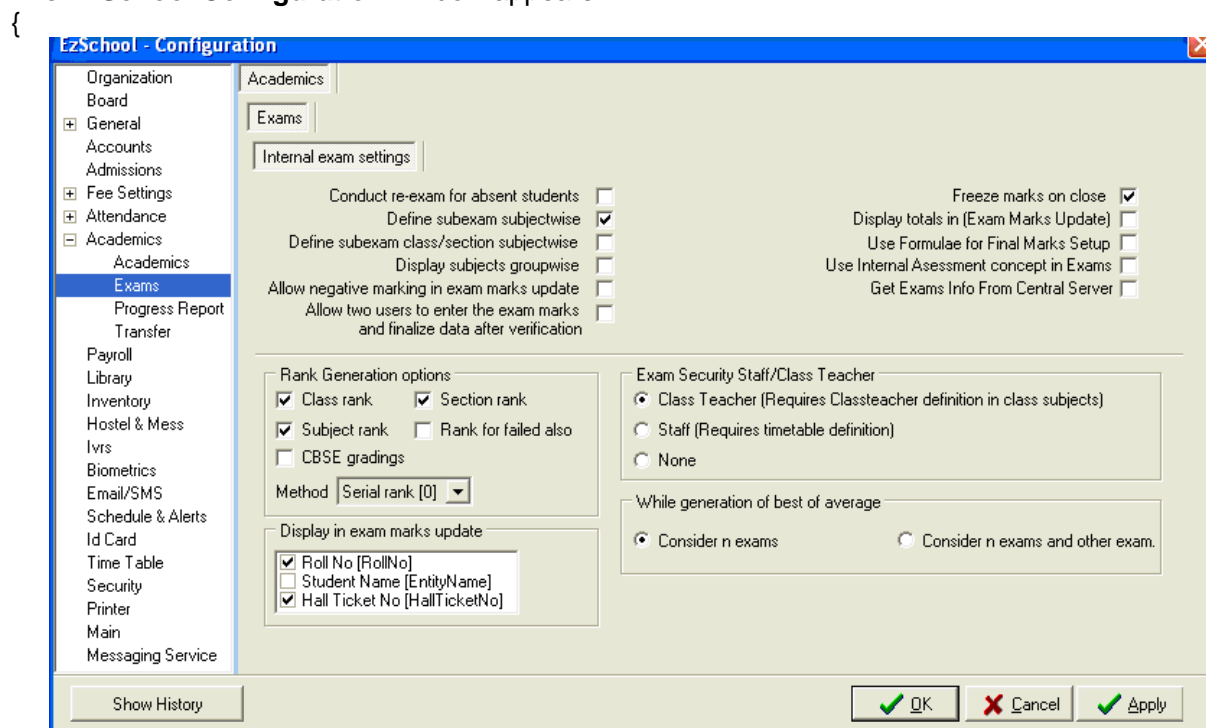 {
EzSchool - Configuration
Organization
Board
General
Accounts
Admissions
Fee Settings
Attendance
Academics
Academics
Exams
Progress Report
Transfer
Payroll
Library
Inventory
Hostel & Mess
Ivrs
Biometrics
Email/SMS
Schedule & Alerts
Id Card
Time Table
Security
Printer
Main
Messaging Service
Academics
Exams
Internal exam settings
Conduct re-exam for absent students
Define subexam subjectwise
Define subexam class/section subjectwise
Display subjects groupwise
Allow negative marking in exam marks update
Allow two users to enter the exam marks
and finalize data after verification
Freeze marks on close
Display totals in (Exam Marks Update)
Use Formulae for Final Marks Setup
Use Internal Asessment concept in Exams
Get Exams Info From Central Server
Rank Generation options
Class rank Section rank
Subject rank Rank for failed also
CBSE gradings
Method Serial rank [0]
Display in exam marks update
Roll No [RollNo]
Student Name [EntityName]
Hall Ticket No [HallTicketNo]
Exam Security Staff/Class Teacher
Class Teacher (Requires Classteacher definition in class subjects)
Staff (Requires timetable definition)
None
While generation of best of average
Consider n exams Consider n exams and other exam.
Show History
OK Cancel Apply